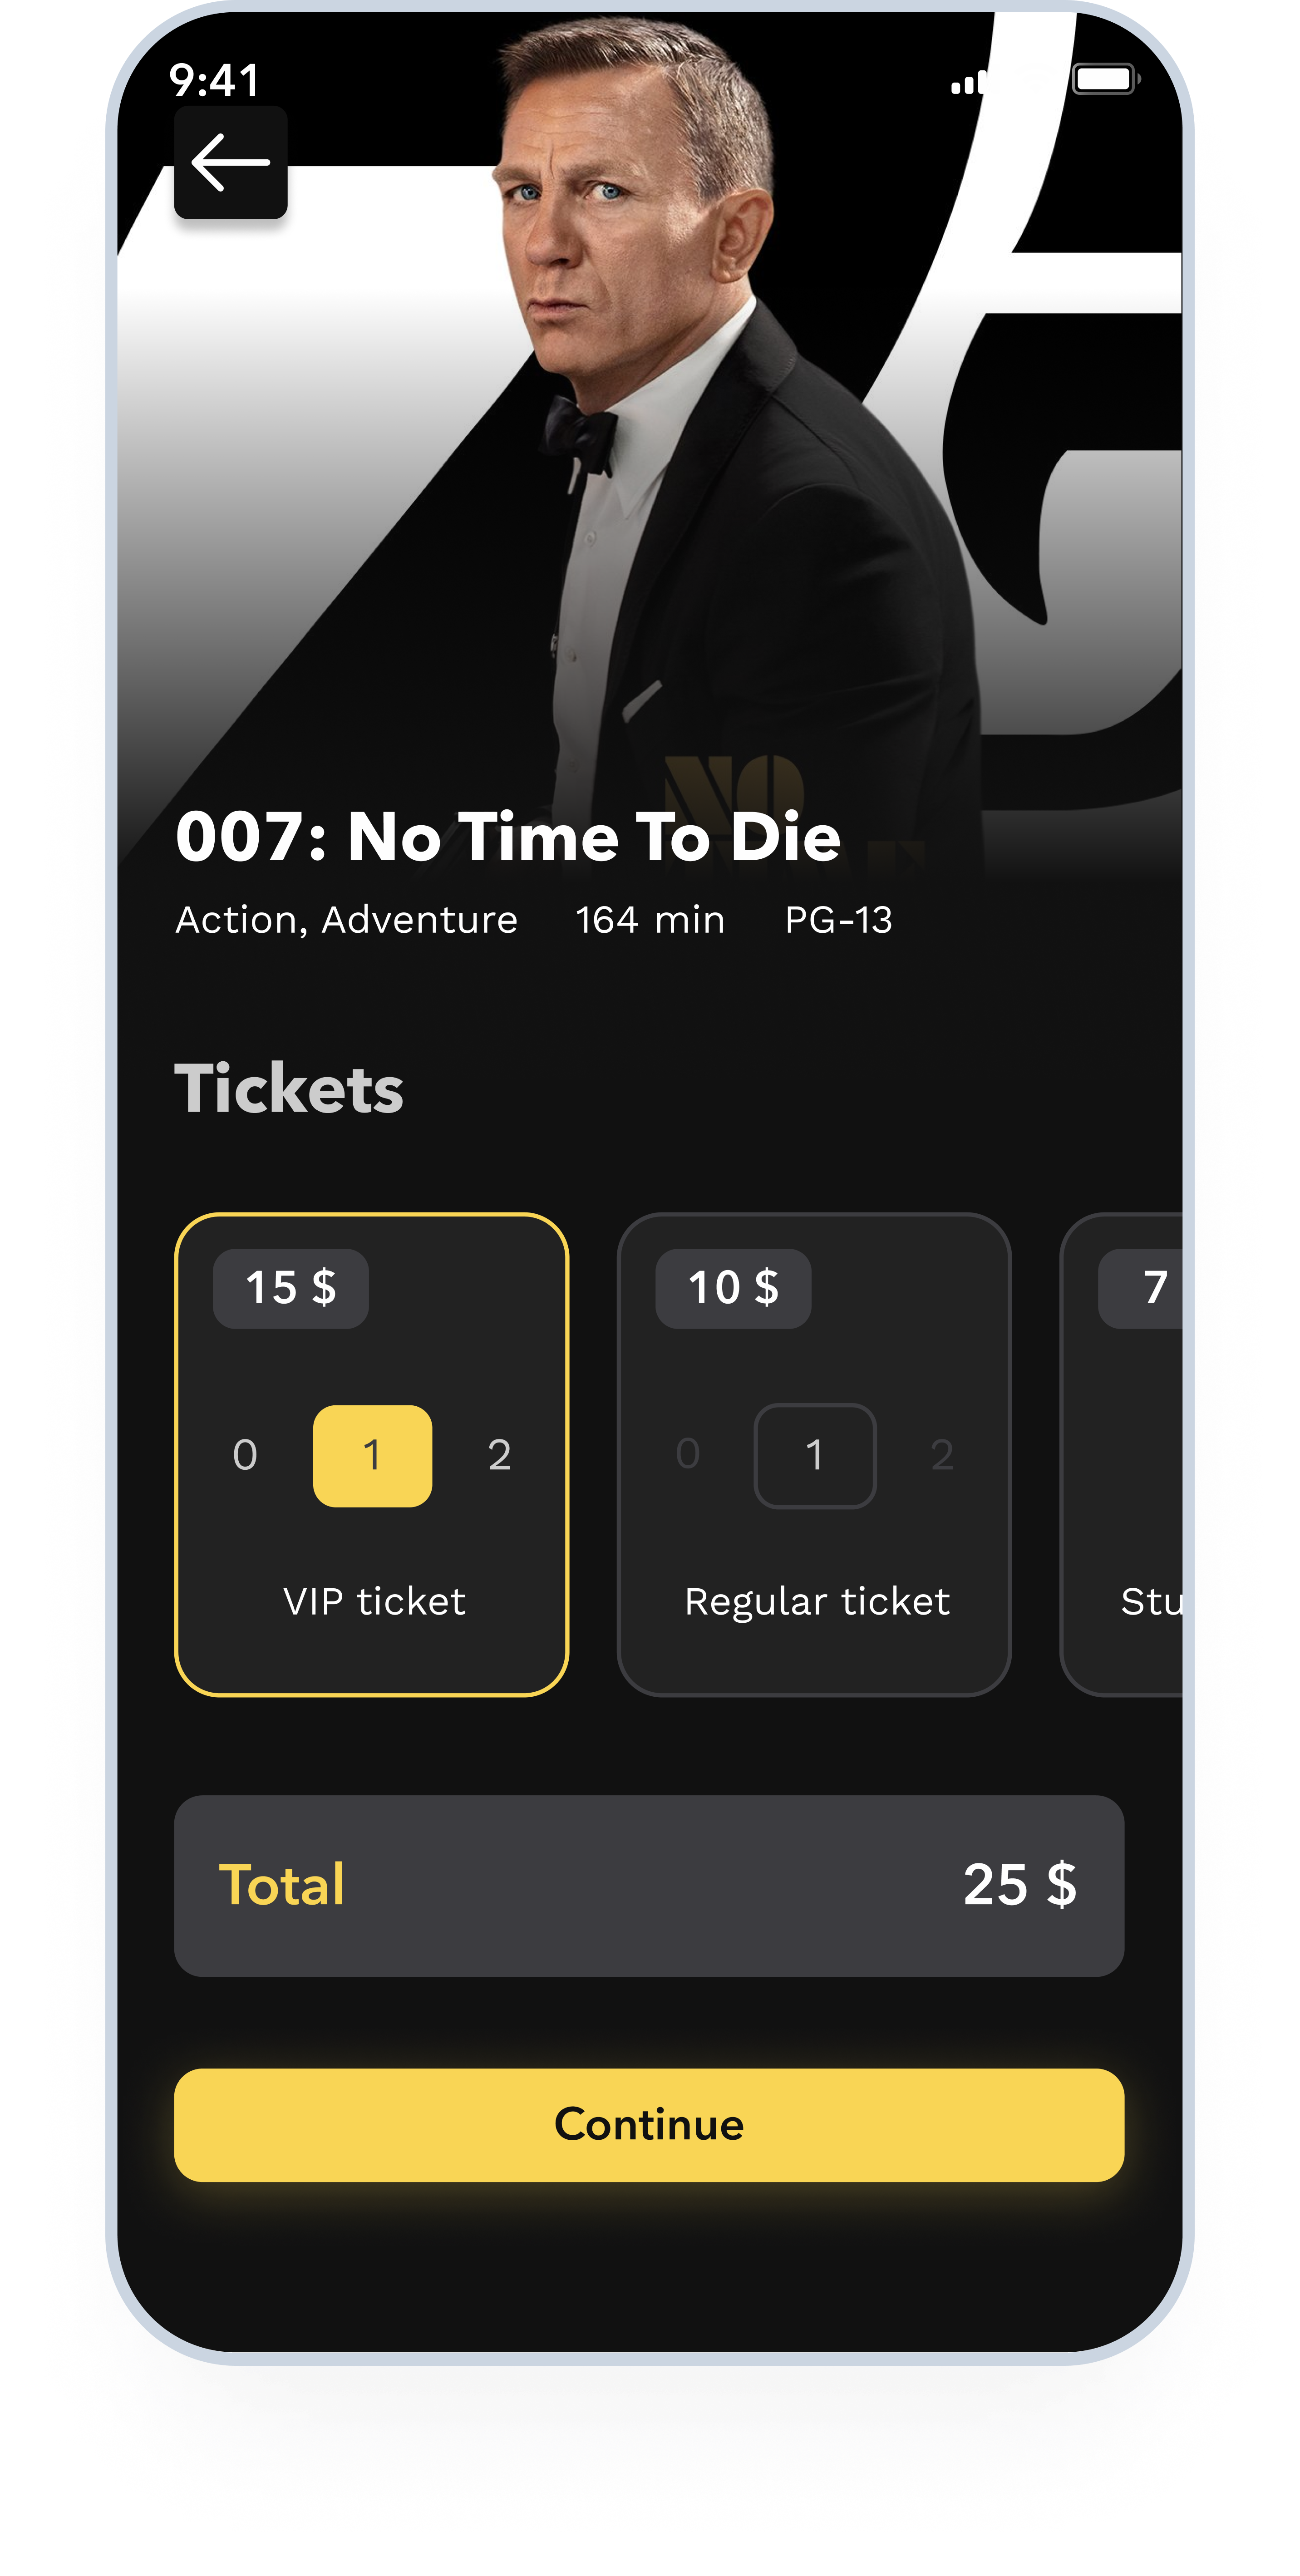 9:41
NO
007: No Time To Die
Action, Adventure 164 min PG-13
Tickets
15 $ 10 $ 7
0 1 2 0 1 2
VIP ticket Regular ticket Stu
Total 25 $
Continue